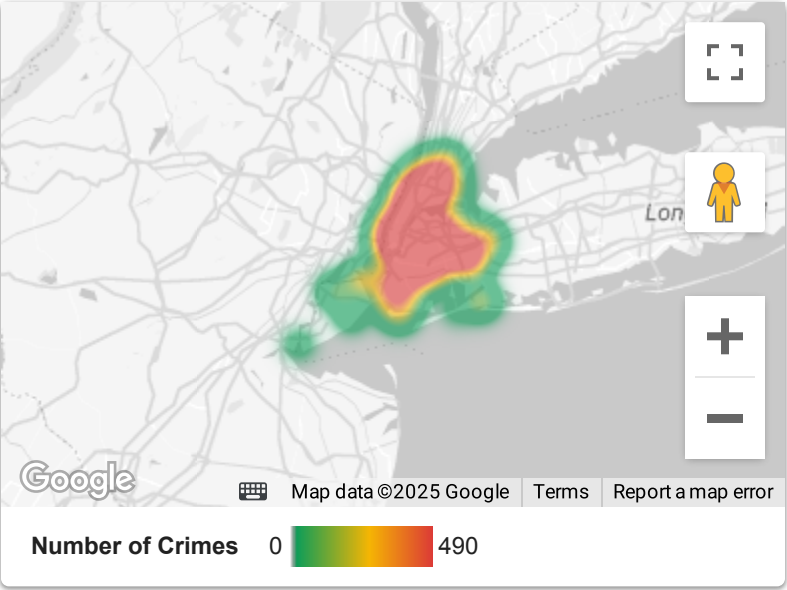 Lon
Google
Map data ©2025 Google
Terms
Report a map error
Number of Crimes
0
490